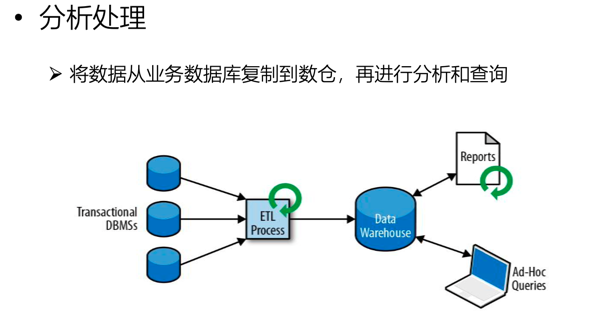 • 分析处理
➢ 将数据从业务数据库复制到数仓，再进行分析和查询
Reports
Transactional
DBMSs
ETL
Process
Data
Warehouse
Ad-Hoc
Queries